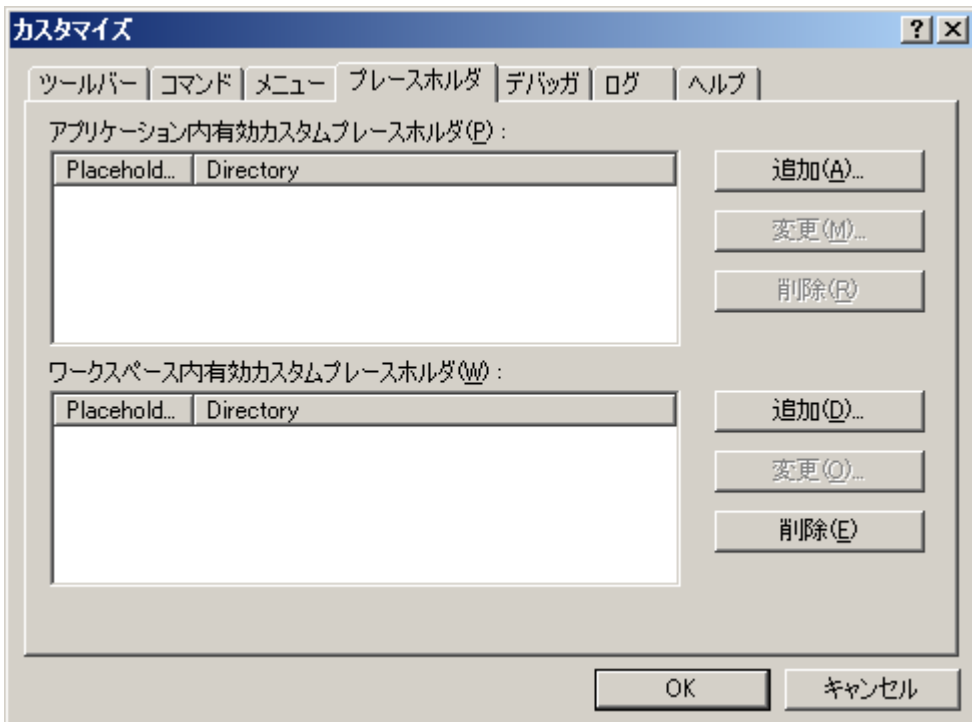 カスタマイズ
ツールバー コマンド メニュー プレースホルダ デバッガ ログ ヘルプ
アプリケーション内有効カスタムプレースホルダ(P) :
Placehold... Directory
追加(A)...
変更(M)...
削除(R)
ワークスペース内有効カスタムプレースホルダ(W) :
Placehold... Directory
追加(D)...
変更(O)...
削除(E)
OK キャンセル